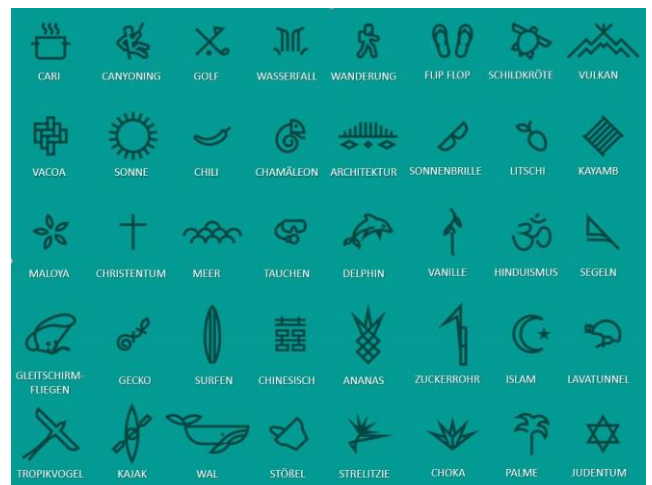 CARI CANYONING GOLF WASSERFALL WANDERUNG FLIP FLOP SCHILDKRÖTE VULKAN
VACOA SONNE CHILI CHAMÄLEON ARCHITEKTUR SONNENBRILLE LITSCHI KAYAMB
MALOYA CHRISTENTUM MEER TAUCHEN DELPHIN VANILLE HINDUISMUS SEGELN
GLEITSCHIRM-
FLIEGEN GECKO SURFEN CHINESISCH ANANAS ZUCKERROHR ISLAM LAVATUNNEL
TROPIKVOGEL KAJAK WAL STÖßEL STRELITZIE CHOKA PALME JUDENTUM